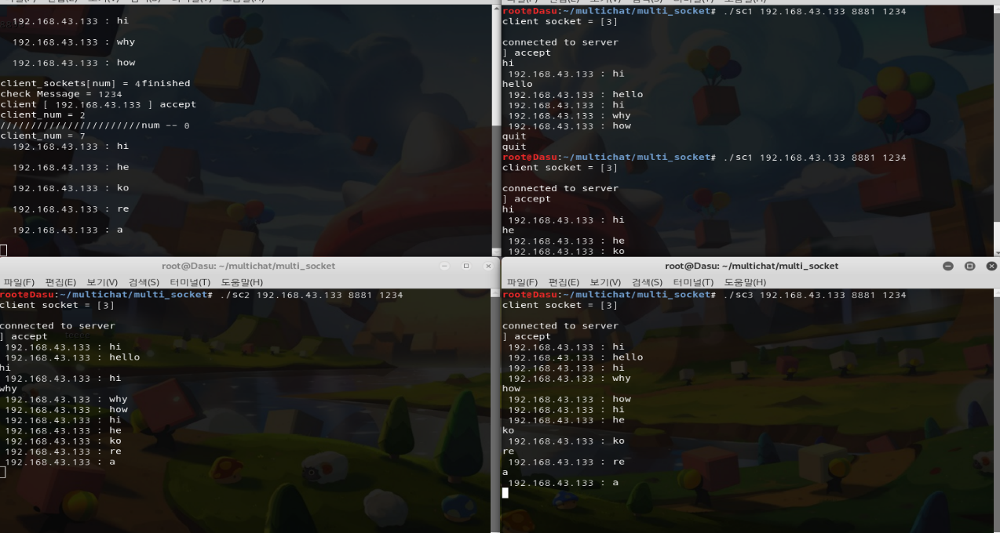 192.168.43.133 : hi
192.168.43.133 : why
192.168.43.133 : how
client_sockets[num] = 4finished
check Message = 1234
client [ 192.168.43.133 ] accept
client_num = 2
///////////////////////num -- 0
client_num = 7
192.168.43.133 : hi
192.168.43.133 : he
192.168.43.133 : ko
192.168.43.133 : re
192.168.43.133 : a
root@Dasu:~/multichat/multi_socket# ./sc1 192.168.43.133 8881 1234
client socket = [3]
connected to server
] accept
hi
192.168.43.133 : hi
hello
192.168.43.133 : hello
192.168.43.133 : hi
192.168.43.133 : why
192.168.43.133 : how
quit
quit
root@Dasu:~/multichat/multi_socket# ./sc1 192.168.43.133 8881 1234
client socket = [3]
connected to server
] accept
hi
192.168.43.133 : hi
he
192.168.43.133 : he
192.168.43.133 : ko
root@Dasu: ~/multichat/multi_socket
파일(F) 편집(E) 보기(V) 검색(S) 터미널(T) 도움말(H)
root@Dasu:~/multichat/multi_socket# ./sc2 192.168.43.133 8881 1234
client socket = [3]
connected to server
] accept
192.168.43.133 : hi
192.168.43.133 : hello
hi
192.168.43.133 : hi
why
192.168.43.133 : why
192.168.43.133 : how
192.168.43.133 : hi
192.168.43.133 : he
192.168.43.133 : ko
192.168.43.133 : re
192.168.43.133 : a
root@Dasu: ~/multichat/multi_socket
파일(F) 편집(E) 보기(V) 검색(S) 터미널(T) 도움말(H)
root@Dasu:~/multichat/multi_socket# ./sc3 192.168.43.133 8881 1234
client socket = [3]
connected to server
] accept
192.168.43.133 : hi
192.168.43.133 : hello
192.168.43.133 : hi
192.168.43.133 : why
how
192.168.43.133 : how
192.168.43.133 : hi
192.168.43.133 : he
ko
192.168.43.133 : ko
re
192.168.43.133 : re
a
192.168.43.133 : a